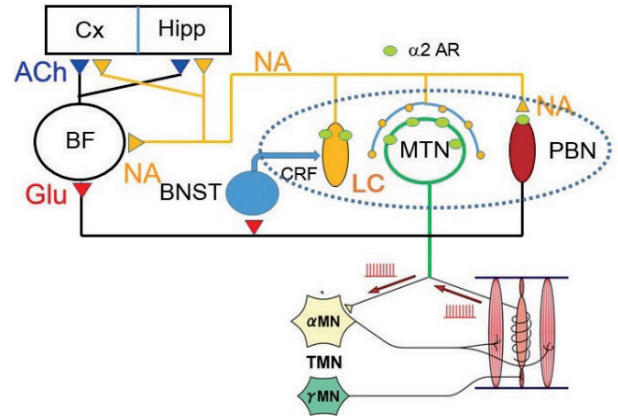 Cx Hipp
α2 AR
ACh
NA
NA
BF
MTN
PBN
NA
BNST
CRF
LC
Glu
αMN
TMN
γMN